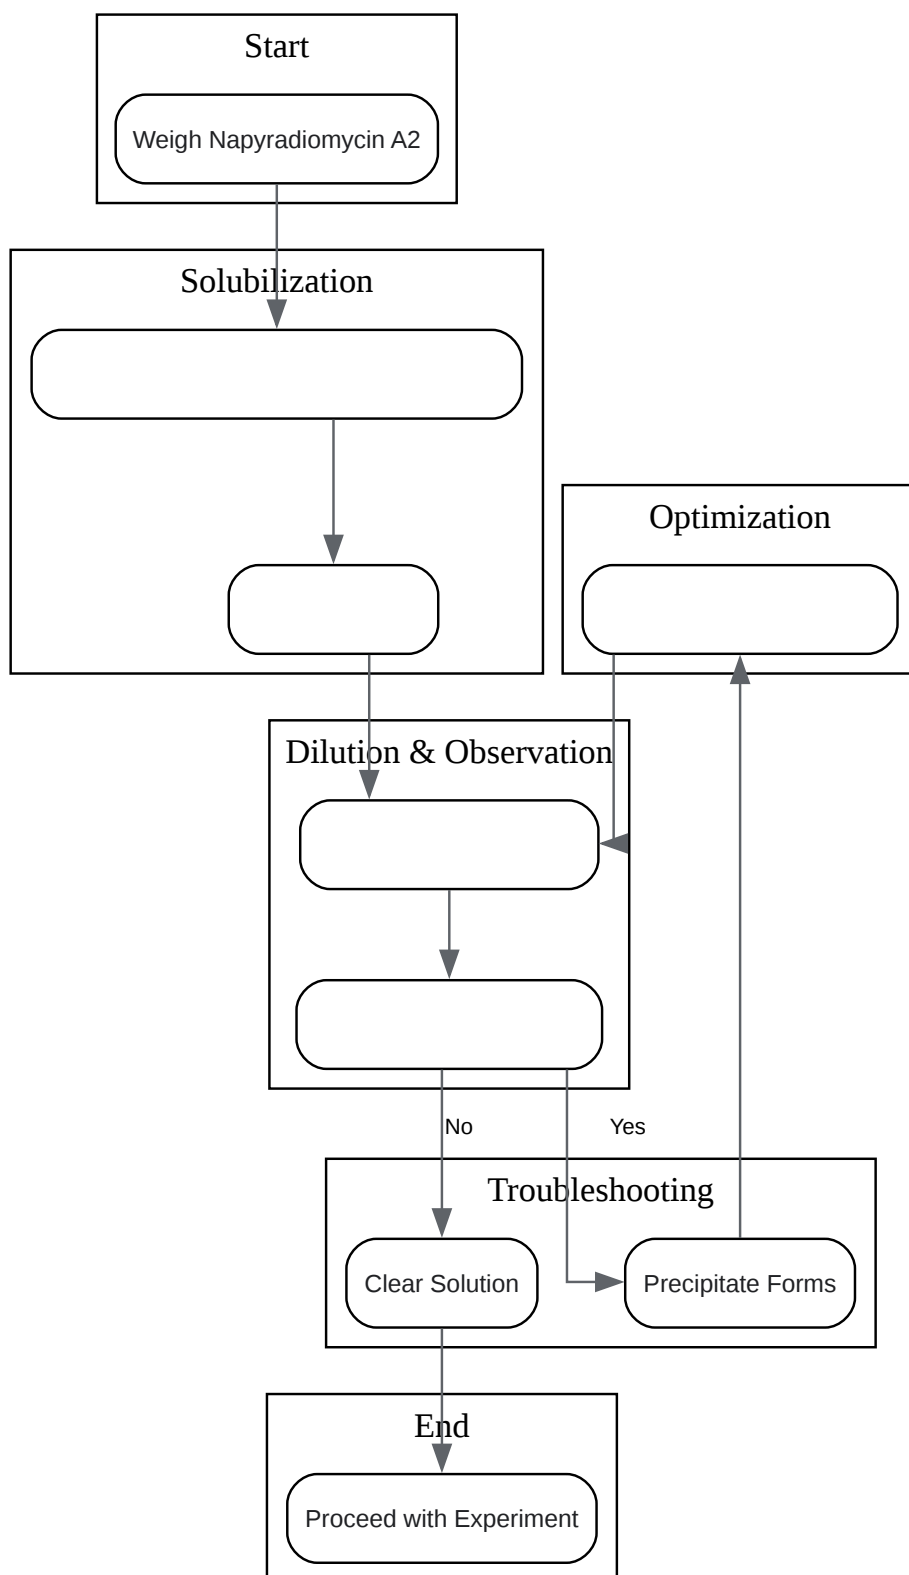 Start
Weigh Napyradiomycin A2
Solubilization
Optimization
Dilution & Observation
No
Yes
Troubleshooting
Clear Solution
Precipitate Forms
End
Proceed with Experiment